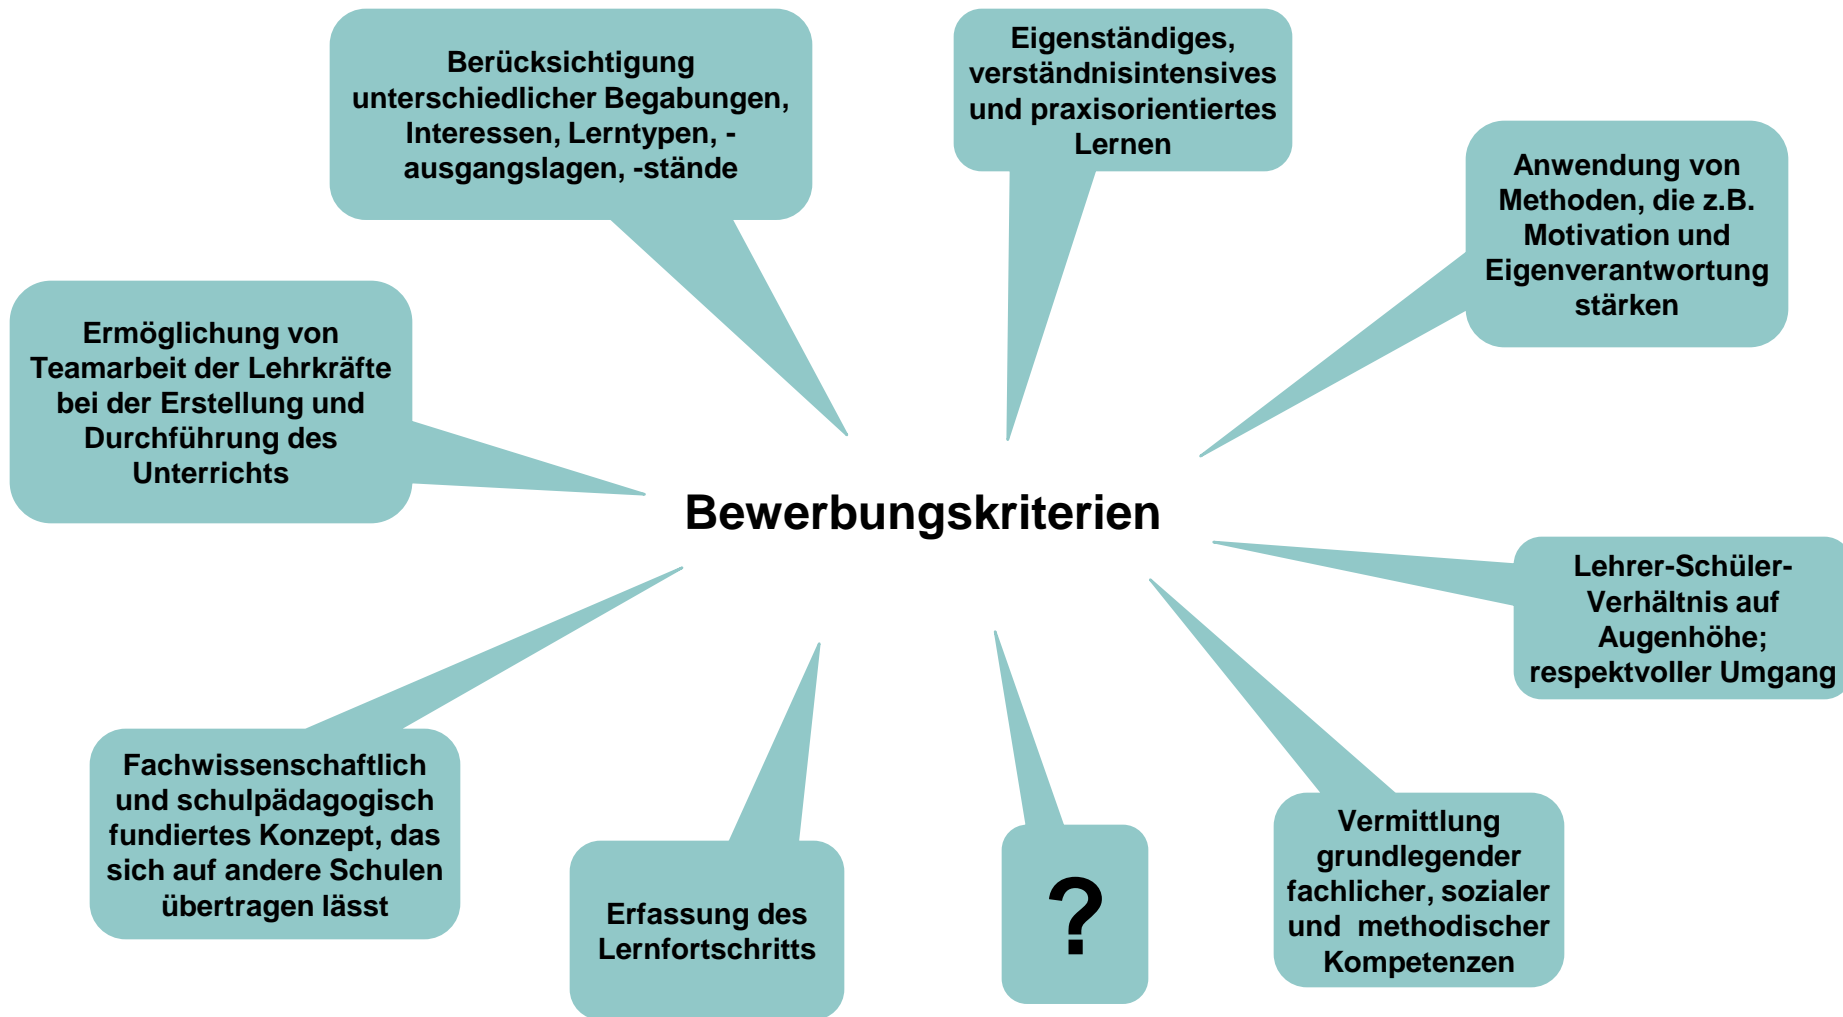 Berücksichtigung
unterschiedlicher Begabungen,
Interessen, Lerntypen, -
ausgangslagen, -stände
Eigenständiges,
verständnisintensives
und praxisorientiertes
Lernen
Anwendung von
Methoden, die z.B.
Motivation und
Eigenverantwortung
stärken
Ermöglichung von
Teamarbeit der Lehrkräfte
bei der Erstellung und
Durchführung des
Unterrichts
Bewerbungskriterien
Lehrer-Schüler-
Verhältnis auf
Augenhöhe;
respektvoller Umgang
Fachwissenschaftlich
und schulpädagogisch
fundiertes Konzept, das
sich auf andere Schulen
übertragen lässt
Erfassung des
Lernfortschritts
?
Vermittlung
grundlegender
fachlicher, sozialer
und  methodischer
Kompetenzen